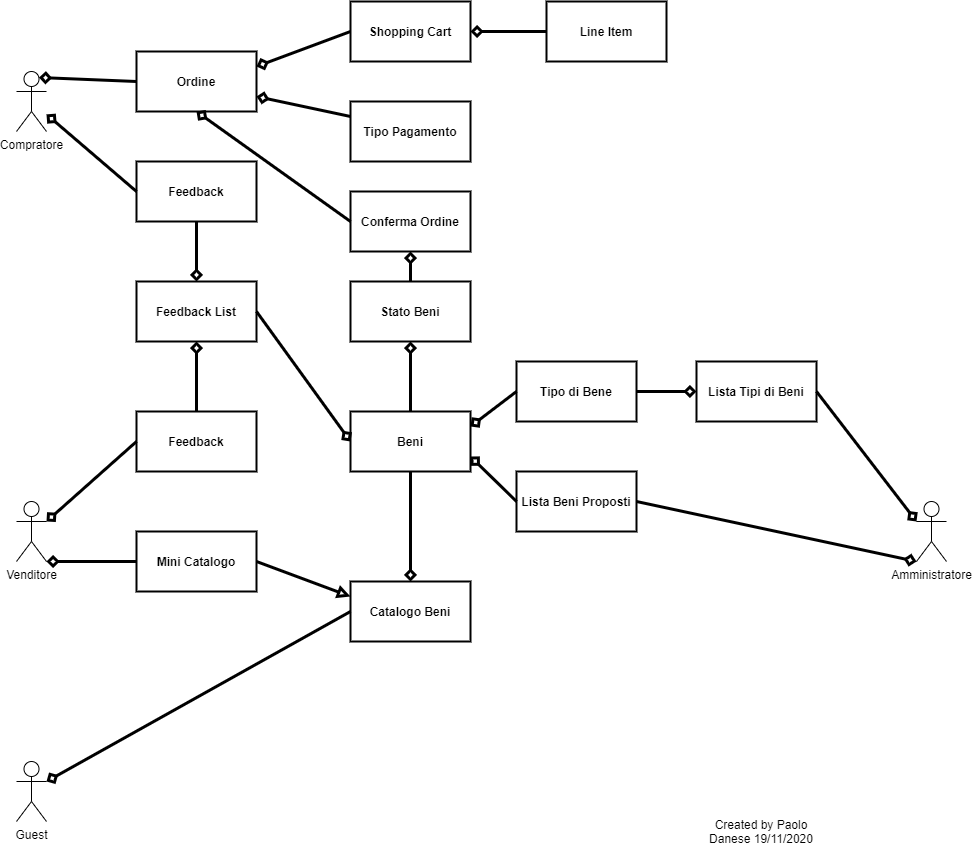 Shopping Cart
Line Item
Ordine
Compratore
Tipo Pagamento
Feedback
Conferma Ordine
Feedback List
Stato Beni
Tipo di Bene
Lista Tipi di Beni
Feedback
Beni
Lista Beni Proposti
Venditore
Mini Catalogo
Amministratore
Catalogo Beni
Guest
Created by Paolo
Danese 19/11/2020